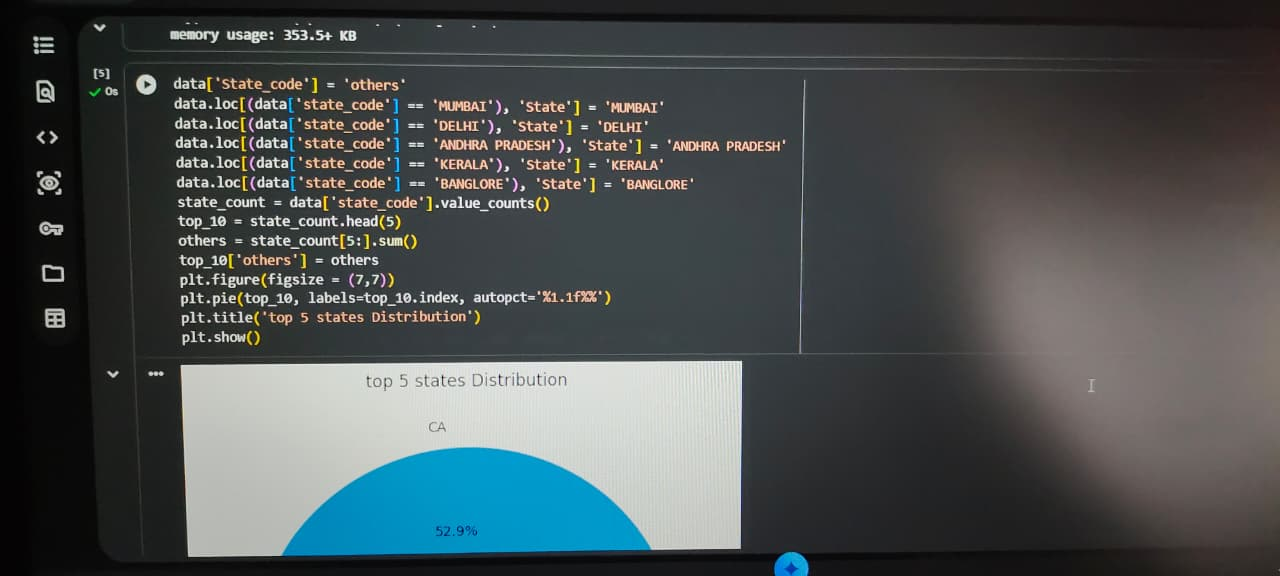 memory usage: 353.5+ KB
[5]
0s
data['State_code'] = 'others'
data.loc[(data['state_code'] == 'MUMBAI'), 'State'] = 'MUMBAI'
data.loc[(data['state_code'] == 'DELHI'), 'State'] = 'DELHI'
data.loc[(data['state_code'] == 'ANDHRA PRADESH'), 'State'] = 'ANDHRA PRADESH'
data.loc[(data['state_code'] == 'KERALA'), 'State'] = 'KERALA'
data.loc[(data['state_code'] == 'BANGLORE'), 'State'] = 'BANGLORE'
state_count = data['state_code'].value_counts()
top_10 = state_count.head(5)
others = state_count[5:].sum()
top_10['others'] = others
plt.figure(figsize = (7,7))
plt.pie(top_10, labels=top_10.index, autopct='%1.1f%%')
plt.title('top 5 states Distribution')
plt.show()
top 5 states Distribution
CA
52.9%